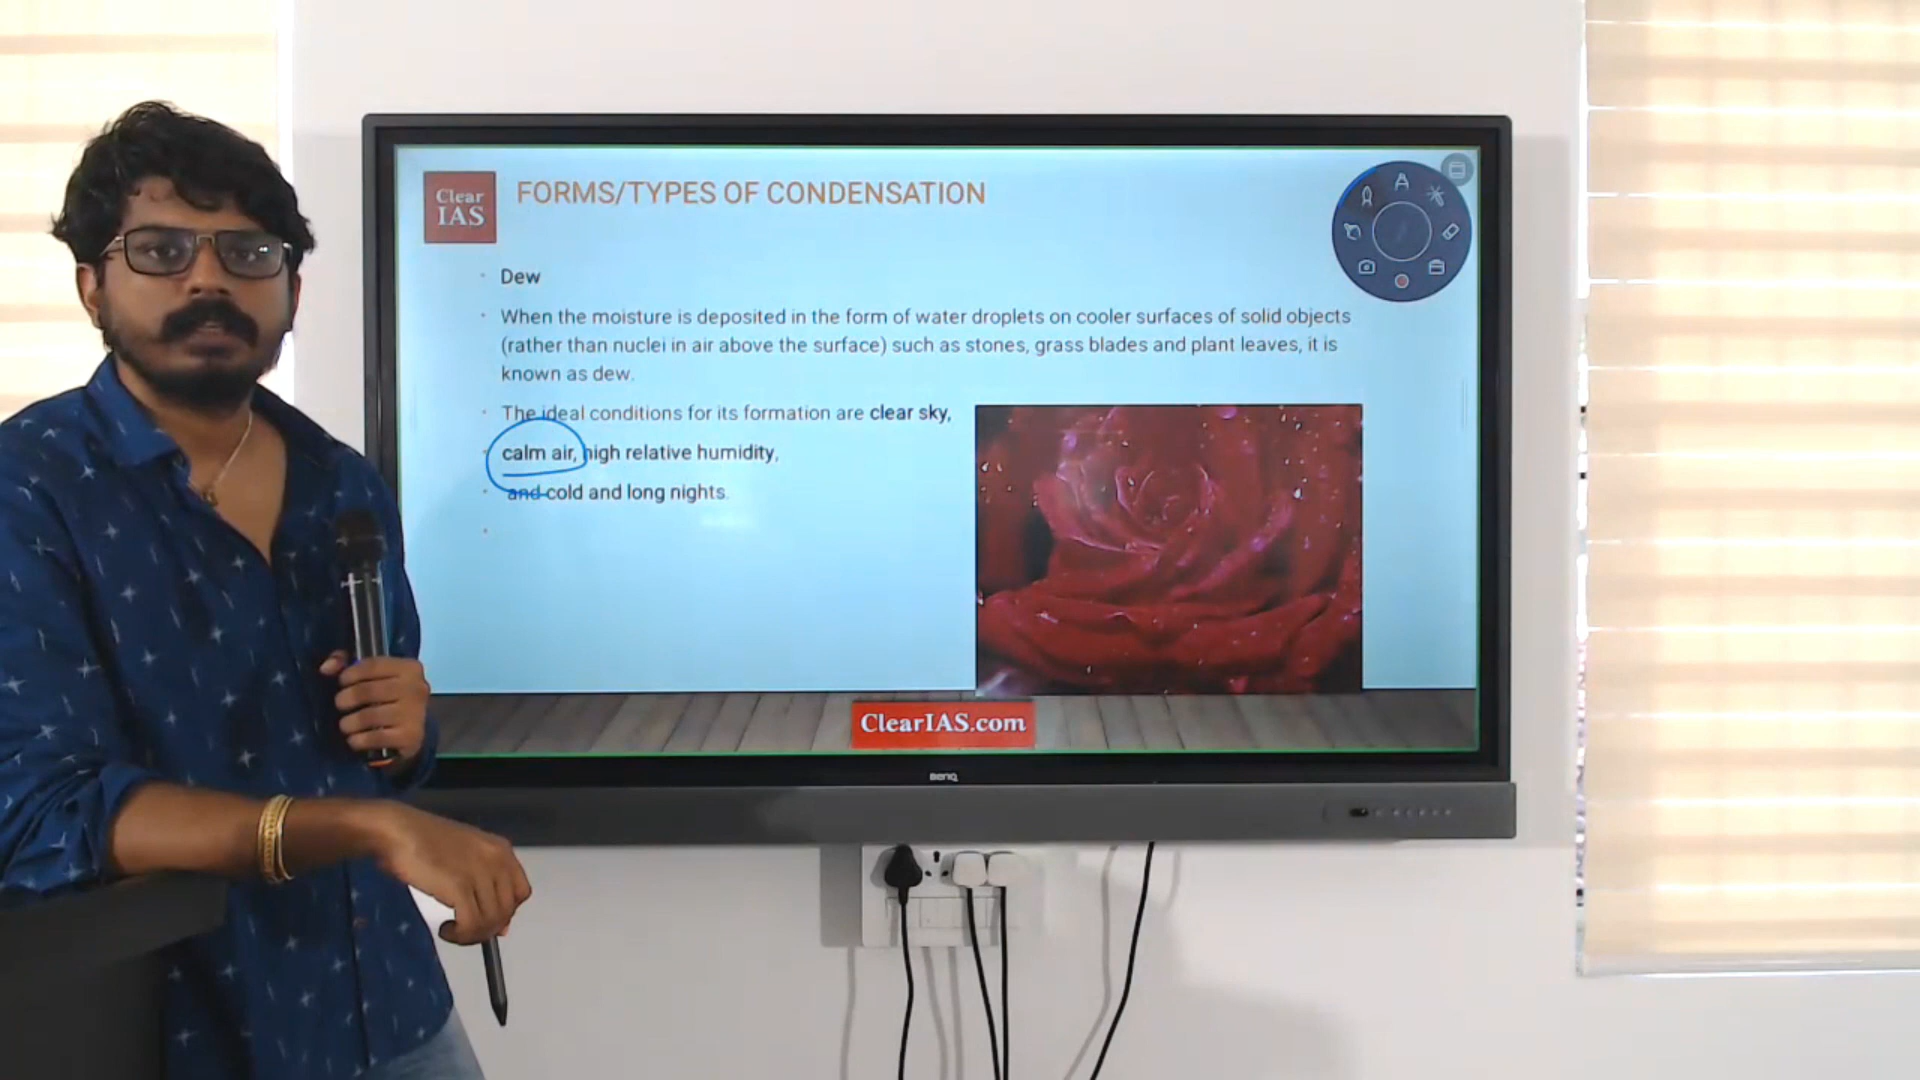 Clear
IAS
FORMS/TYPES OF CONDENSATION
Dew
When the moisture is deposited in the form of water droplets on cooler surfaces of solid objects
(rather than nuclei in air above the surface) such as stones, grass blades and plant leaves, it is
known as dew.
The ideal conditions for its formation are clear sky,
calm air, high relative humidity,
and cold and long nights.
ClearIAS.com
BenQ